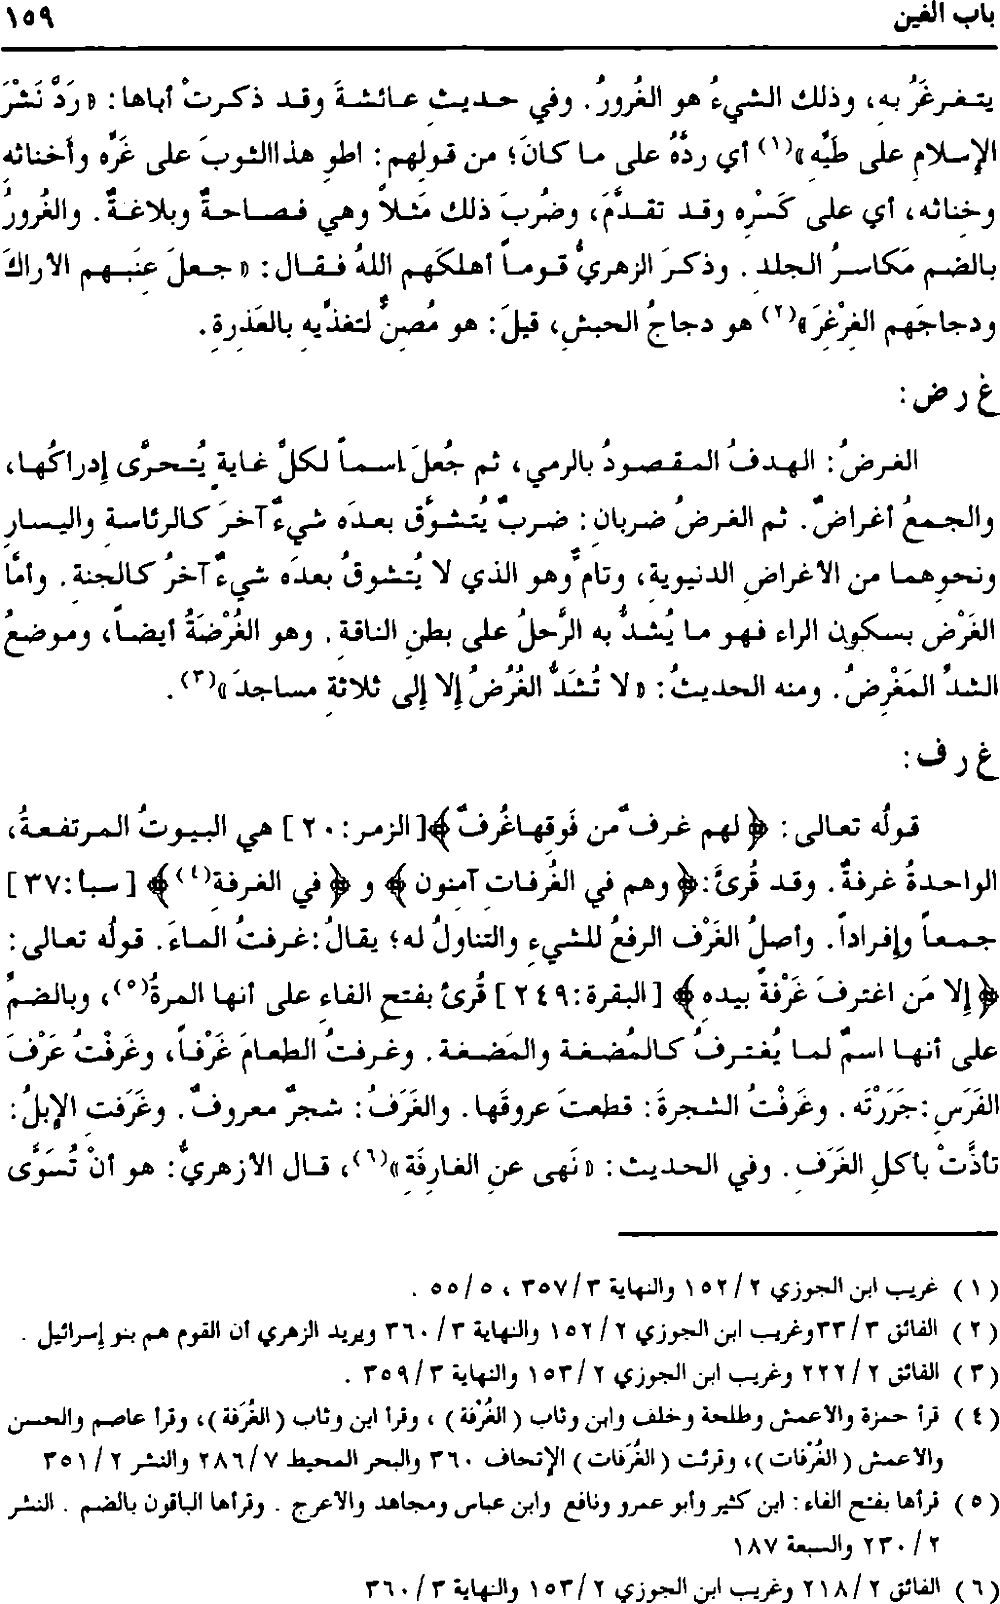 باب الغين ١٥٩
يتغرغَرُ بهِ، وذلك الشيءُ هو الغُرورُ. وفي حديثِ عائشةَ وقد ذكرتْ أباها: «رَدَّ نَشْرَ
الإسلامِ على طَيِّهِ»(١) أي ردَّهُ على ما كانَ؛ من قولِهم: اطوِ هذاالثوبَ على غَرِّه وأخنائه
وخِنائه، أي على كَسْرِه وقد تقدَّمَ، وضُربَ ذلك مَثلاً وهي فصاحةٌ وبلاغةٌ. والغُرورُ
بالضم مَكاسرُ الجلدِ. وذكرَ الزهريُّ قوماً أهلكَهم اللهُ فقال: «جعلَ عِنَبهم الأراكَ
ودجاجَهم الغِرْغِرَ»(٢) هو دجاجُ الحبشِ، قيلَ: هو مُصِنٌّ لتغذِّيهِ بالعَذِرةِ.
غ ر ض:
الغرضُ: الهدفُ المقصودُ بالرمي، ثم جُعلَ اسماً لكلِّ غايةٍ يُتحرَّى إدراكُها،
والجمعُ أغراضٌ. ثم الغرضُ ضربانِ: ضربٌ يُتشوَّق بعدَه شيءٌ آخرَ كالرئاسةِ واليسارِ
ونحوِهما من الأغراضِ الدنيوية، وتامٌّ وهو الذي لا يُتشوقُ بعدَه شيءٌ آخرُ كالجنةِ. وأمَّا
الغَرْض بسكون الراء فهو ما يُشدُّ به الرَّحلُ على بطنِ الناقةِ. وهو الغُرْضَةُ أيضاً، وموضعُ
الشدِّ المَغْرِضُ. ومنه الحديثُ: «لا تُشَدُّ الغُرُضُ إلا إلى ثلاثةِ مساجدَ»(٣).
غ ر ف:
قولُه تعالى: ﴿لهم غرفٌ من فَوقِهاغُرفٌ﴾[الزمر:٢٠] هي البيوتُ المرتفعةُ،
الواحدةُ غرفةٌ. وقد قُرئَ:﴿وهم في الغُرفاتِ آمنون﴾ و﴿في الغرفةِ(٤)﴾ [سبأ:٣٧]
جمعاً وإفراداً. وأصلُ الغَرْف الرفعُ للشيءِ والتناولُ له؛ يقالُ:غرفتُ الماءَ. قولُه تعالى:
﴿إلا مَن اغترفَ غَرْفةً بيدهِ﴾ [البقرة:٢٤٩] قُرئ بفتحِ الفاءِ على أنها المرةُ(٥)، وبالضمِّ
على أنها اسمٌ لما يُغترفُ كالمُضغة والمَضغة. وغرفتُ الطعامَ غَرْفاً، وغَرفْتُ عَرْفَ
الفَرَسِ:جَرَرْتَه. وغَرَفْتُ الشجرةَ: قطعتَ عروقَها. والغَرَفُ: شجرٌ معروفٌ. وغَرَفتِ الإبلُ:
تأذَّتْ بأكلِ الغَرَفِ. وفي الحديث: «نَهى عنِ الغارِفَةِ»(٦)، قال الأزهريُّ: هو أنْ تُسَوَّى
(١) غريب ابن الجوزي ٢/١٥٢ والنهاية ٣/٣٥٧، ٥/٥٥.
(٢) الفائق ٣/٣٣وغريب ابن الجوزي ٢/١٥٢ والنهاية ٣/٣٦٠ ويريد الزهري أن القوم هم بنو إسرائيل.
(٣) الفائق ٢/٢٢٢ وغريب ابن الجوزي ٢/١٥٣ والنهاية ٣/٣٥٩.
(٤) قرأ حمزة والأعمش وطلحة وخلف وابن وثاب (الغُرْفة)، وقرأ ابن وثاب (الغُرَفة)، وقرأ عاصم والحسن
والأعمش (الغُرْفات)، وقرئت (الغُرَفات) الإتحاف ٣٦٠ والبحر المحيط ٧/٢٨٦ والنشر ٢/٣٥١
(٥) قرأها بفتح الفاء: ابن كثير وأبو عمرو ونافع وابن عباس ومجاهد والأعرج. وقرأها الباقون بالضم. النشر
٢/٢٣٠ والسبعة ١٨٧
(٦) الفائق ٢/٢١٨ وغريب ابن الجوزي ٢/١٥٣ والنهاية ٣/٣٦٠